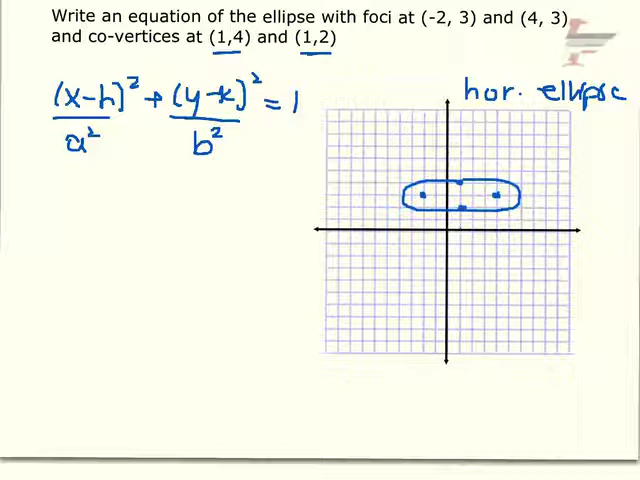 Write an equation of the ellipse with foci at (-2, 3) and (4, 3)
and co-vertices at (1,4) and (1,2)
hor. ellipse
(x-h)² + (y-k)² = 1
a² b²